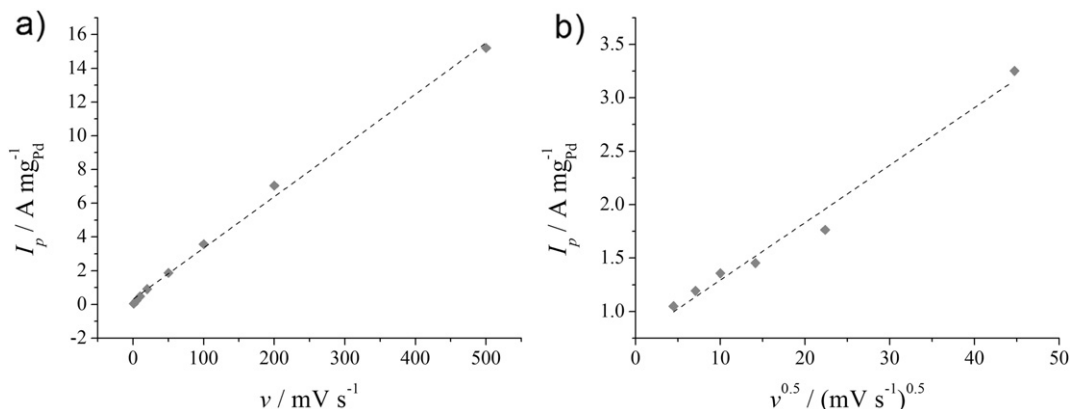 a)
16
14
12
10
8
6
4
2
0
-2
I_p / A mg_Pd^-1
0 100 200 300 400 500
v / mV s^-1
b)
3.5
3.0
2.5
2.0
1.5
1.0
I_p / A mg_Pd^-1
0 10 20 30 40 50
v^0.5 / (mV s^-1)^0.5